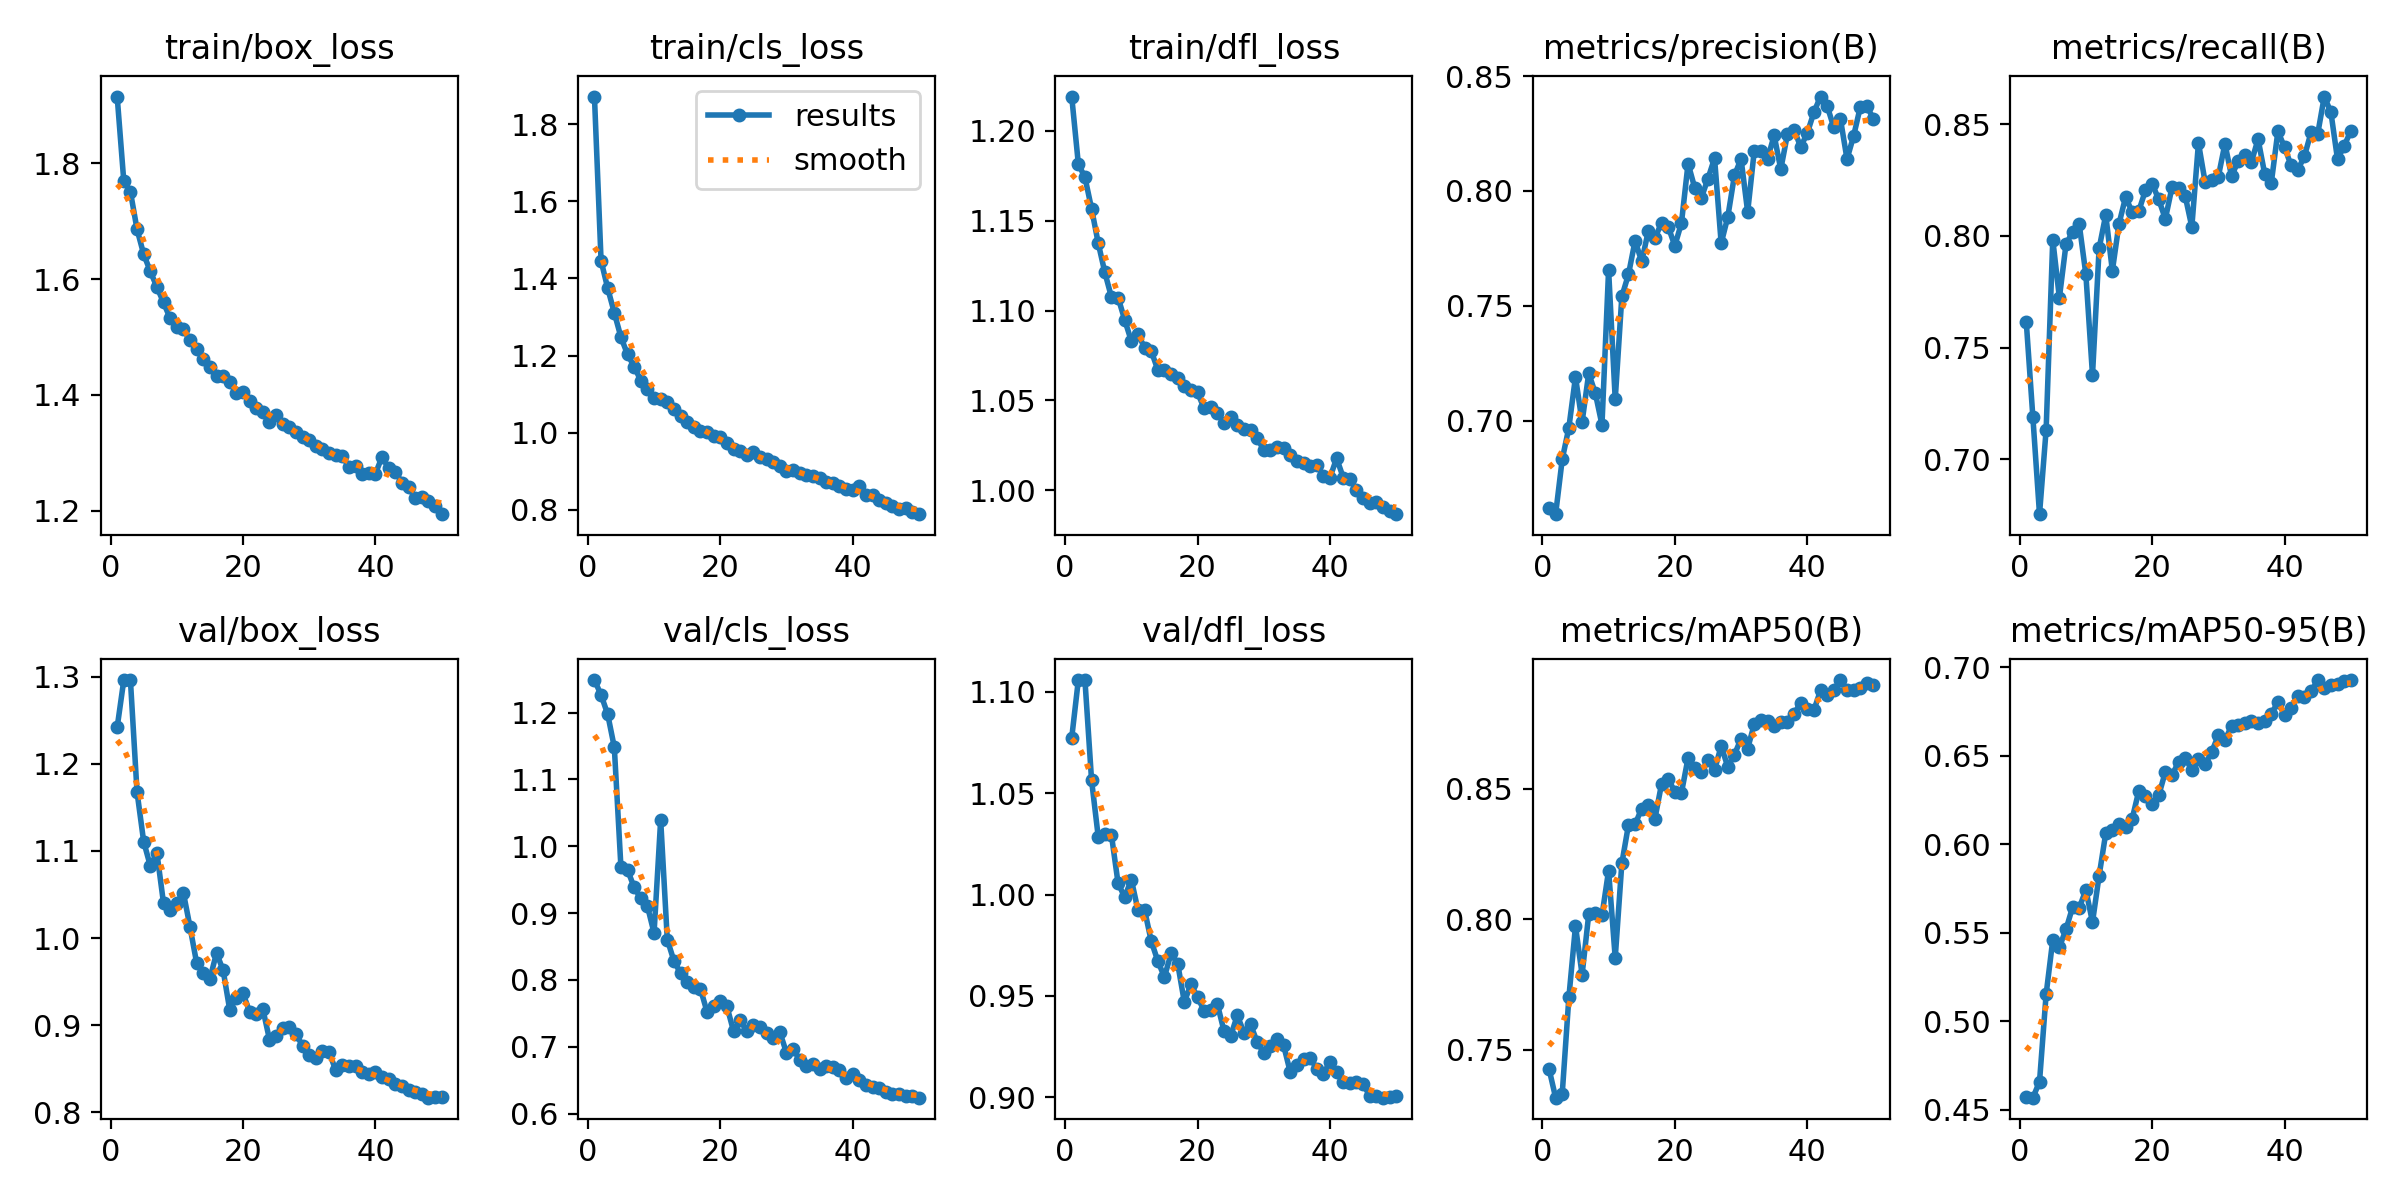 train/box_loss
1.8
1.6
1.4
1.2
0 20 40
train/cls_loss
results
smooth
1.8
1.6
1.4
1.2
1.0
0.8
0 20 40
train/dfl_loss
1.20
1.15
1.10
1.05
1.00
0 20 40
metrics/precision(B)
0.85
0.80
0.75
0.70
0 20 40
metrics/recall(B)
0.85
0.80
0.75
0.70
0 20 40
val/box_loss
1.3
1.2
1.1
1.0
0.9
0.8
0 20 40
val/cls_loss
1.2
1.1
1.0
0.9
0.8
0.7
0.6
0 20 40
val/dfl_loss
1.10
1.05
1.00
0.95
0.90
0 20 40
metrics/mAP50(B)
0.85
0.80
0.75
0 20 40
metrics/mAP50-95(B)
0.70
0.65
0.60
0.55
0.50
0.45
0 20 40